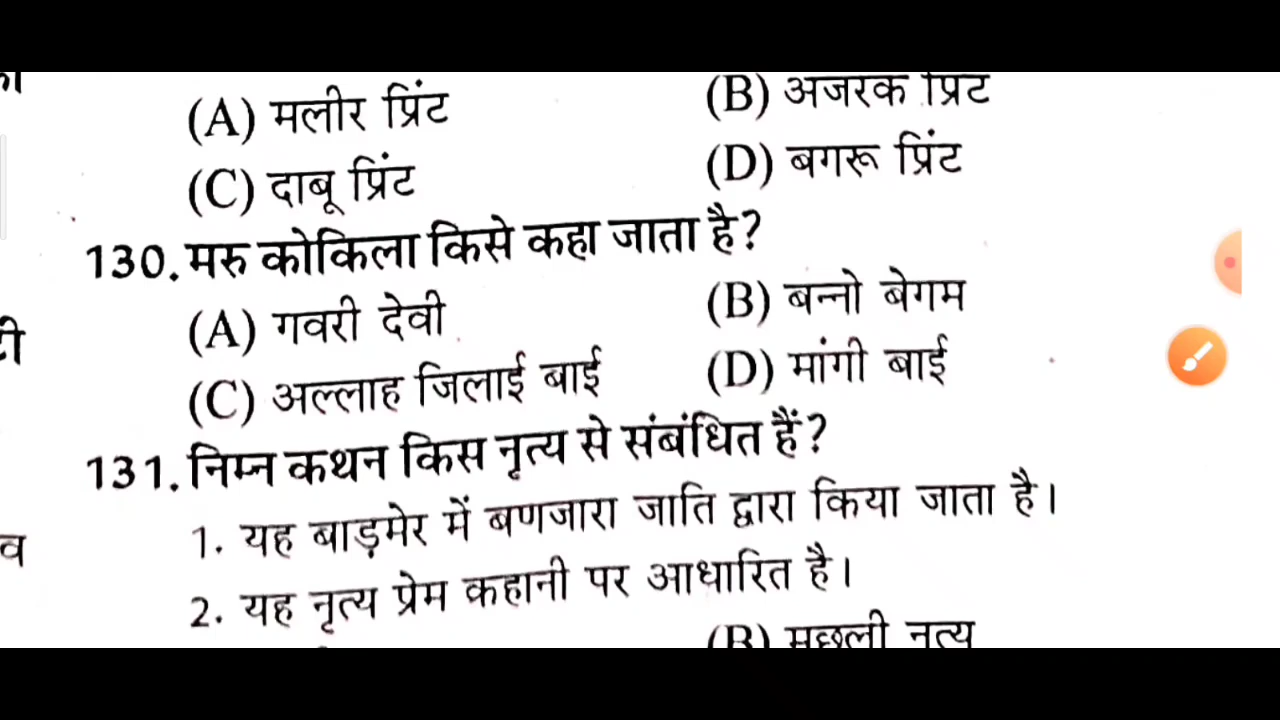 (A) मलीर प्रिंट (B) अजरक प्रिंट
(C) दाबू प्रिंट (D) बगरू प्रिंट
130. मरु कोकिला किसे कहा जाता है?
(A) गवरी देवी (B) बन्नो बेगम
(C) अल्लाह जिलाई बाई (D) मांगी बाई
131. निम्न कथन किस नृत्य से संबंधित हैं?
1. यह बाड़मेर में बणजारा जाति द्वारा किया जाता है।
2. यह नृत्य प्रेम कहानी पर आधारित है।
(B) मछली नृत्य